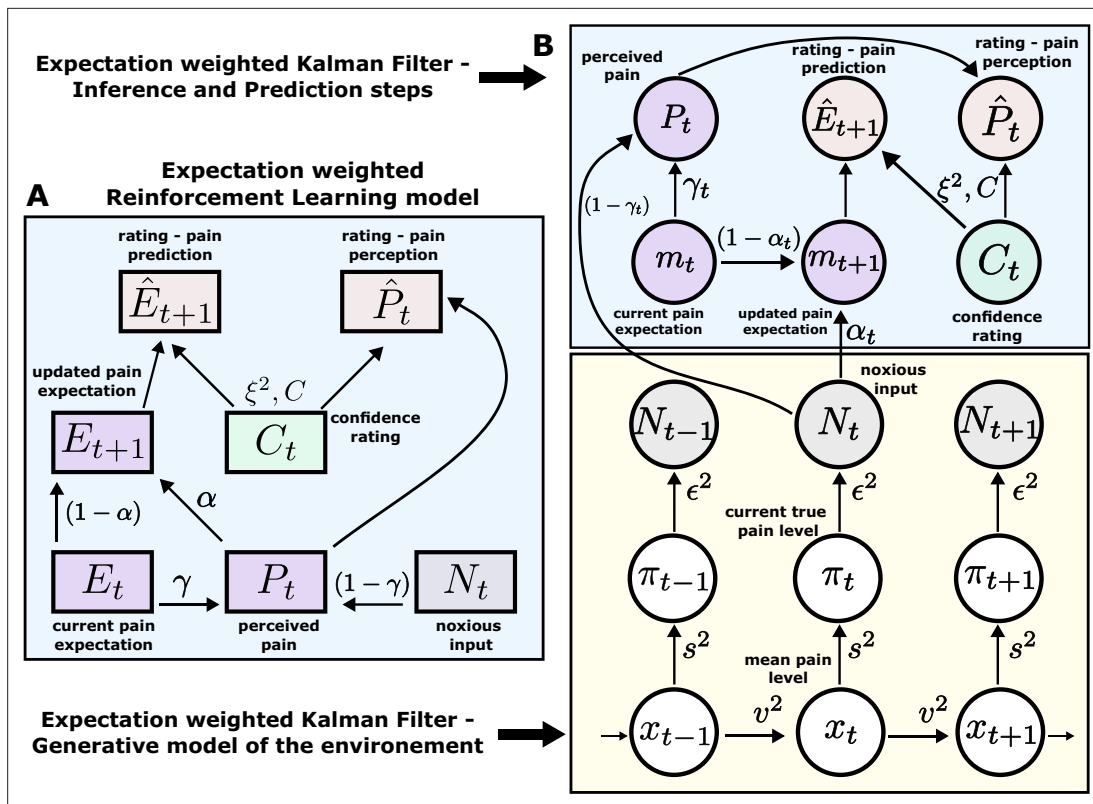 Expectation weighted Kalman Filter -
Inference and Prediction steps
Expectation weighted
Reinforcement Learning model
A
rating - pain
prediction
rating - pain
perception
Ê_{t+1}
P̂_t
updated pain
expectation
ξ², C
confidence
rating
E_{t+1}
C_t
(1 − α)
α
E_t
γ
P_t
(1 − γ)
N_t
current pain
expectation
perceived
pain
noxious
input
Expectation weighted Kalman Filter -
Generative model of the environement
B
perceived
pain
rating - pain
prediction
rating - pain
perception
P_t
Ê_{t+1}
P̂_t
(1 − γ_t)
γ_t
ξ², C
m_t
(1 − α_t)
m_{t+1}
C_t
current pain
expectation
updated pain
expectation
confidence
rating
α_t
noxious
input
N_{t−1}
N_t
N_{t+1}
ϵ²
ϵ²
ϵ²
current true
pain level
π_{t−1}
π_t
π_{t+1}
s²
s²
s²
mean pain
level
x_{t−1}
v²
x_t
v²
x_{t+1}